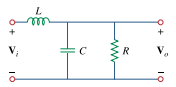 L
+ +
V_i C R V_o
− −